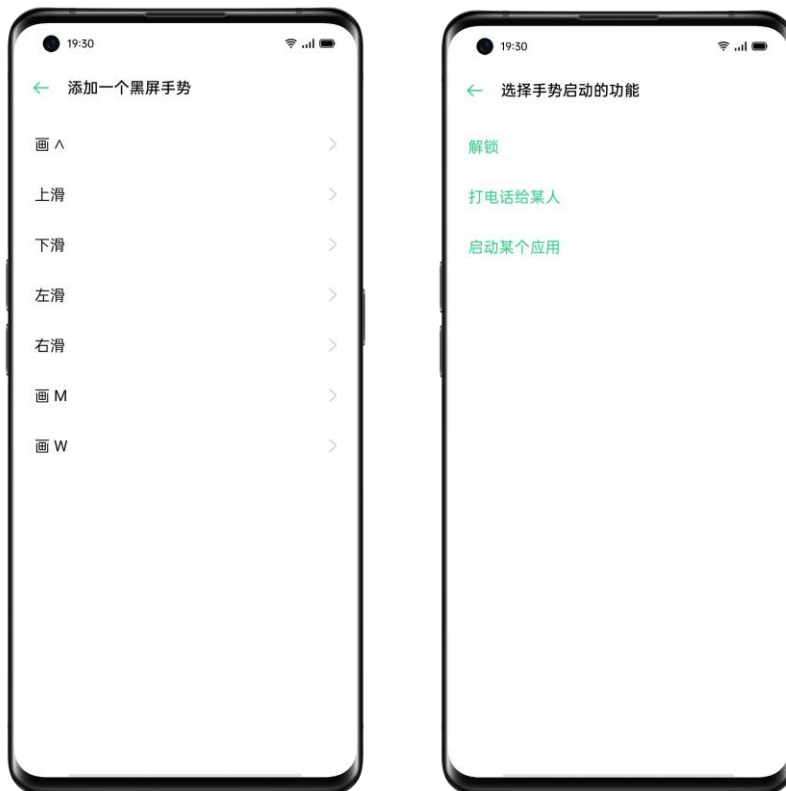 19:30
添加一个黑屏手势
画 ∧
上滑
下滑
左滑
右滑
画 M
画 W
19:30
选择手势启动的功能
解锁
打电话给某人
启动某个应用